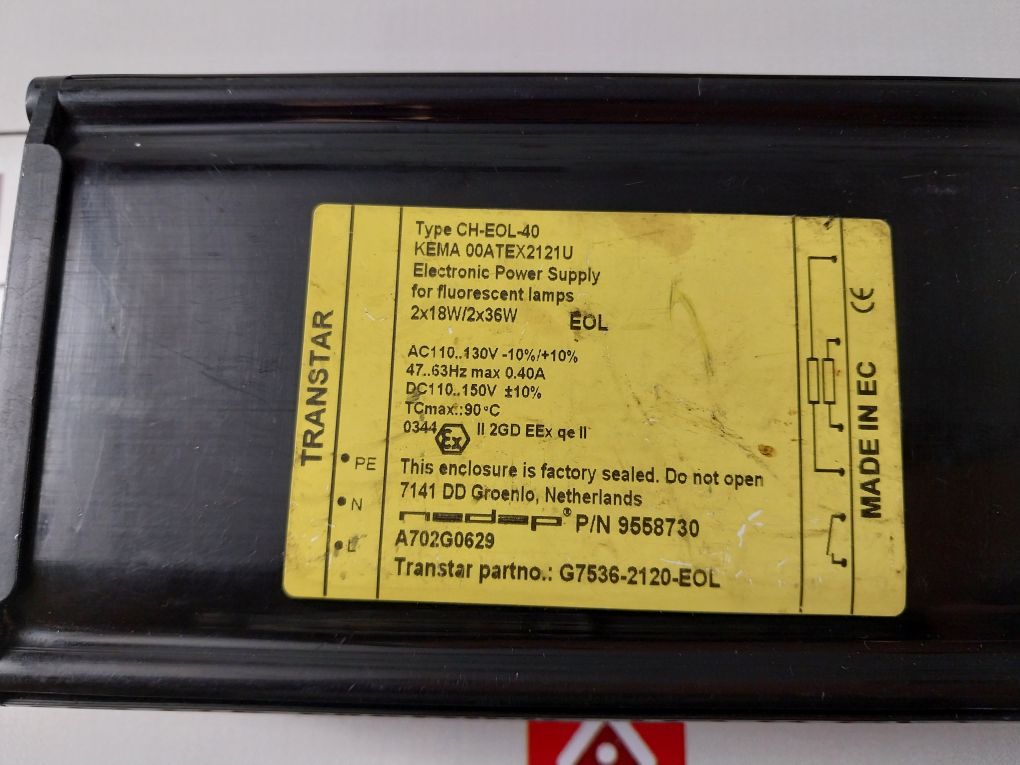 TRANSTAR
PE
N
L
Type CH-EOL-40
KEMA 00ATEX2121U
Electronic Power Supply
for fluorescent lamps
2x18W/2x36W EOL
AC110..130V -10%/+10%
47..63Hz max 0.40A
DC110..150V ±10%
TCmax.:90°C
0344 Ex II 2GD EEx qe II
This enclosure is factory sealed. Do not open
7141 DD Groenlo, Netherlands
nedap® P/N 9558730
A702G0629
Transtar partno.: G7536-2120-EOL
MADE IN EC CE